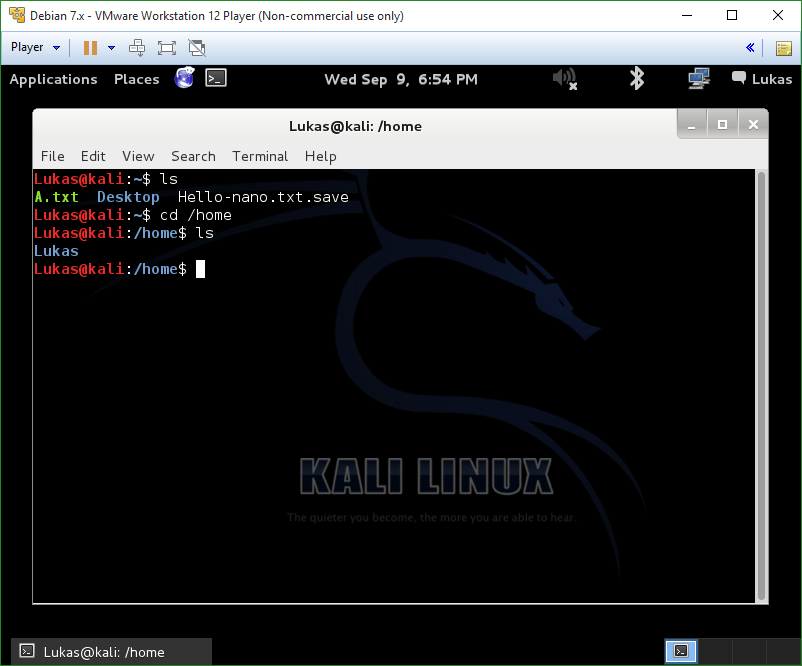 Debian 7.x - VMware Workstation 12 Player (Non-commercial use only)
Player
Applications Places Wed Sep 9, 6:54 PM Lukas
Lukas@kali: /home
File Edit View Search Terminal Help
Lukas@kali:~$ ls
A.txt Desktop Hello-nano.txt.save
Lukas@kali:~$ cd /home
Lukas@kali:/home$ ls
Lukas
Lukas@kali:/home$
KALI LINUX
The quieter you become, the more you are able to hear.
Lukas@kali: /home